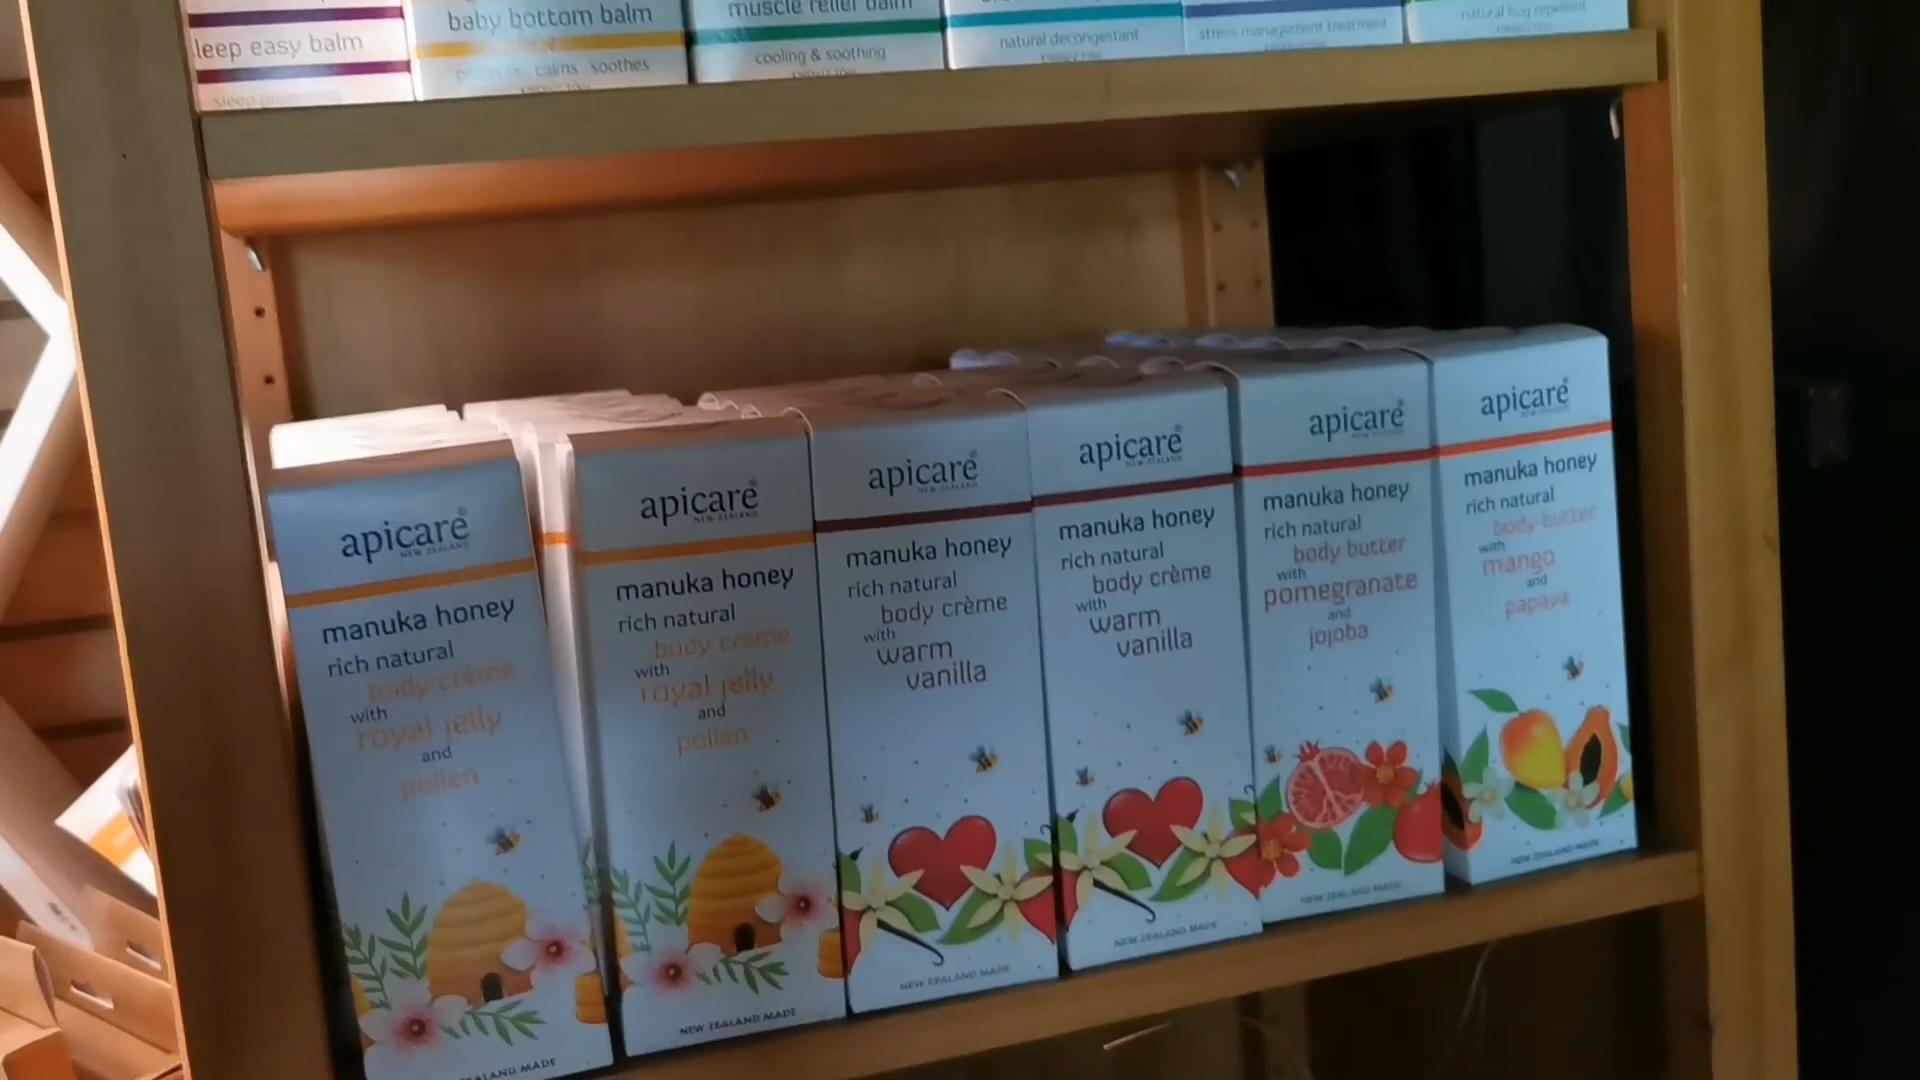 leep easy balm
baby bottom balm
calms soothes
muscle relief balm
cooling & soothing
natural decongestant
stress management treatment
natural bug repellent
apicare
NEW ZEALAND
manuka honey
rich natural
body crème
with
royal jelly
and
pollen
ALAND MADE
apicare
NEW ZEALAND
manuka honey
rich natural
body crème
with
royal jelly
and
pollen
NEW ZEALAND MADE
apicare
NEW ZEALAND
manuka honey
rich natural
body crème
with
warm
vanilla
NEW ZEALAND MADE
apicare
NEW ZEALAND
manuka honey
rich natural
body crème
with
warm
vanilla
NEW ZEALAND MADE
apicare
NEW ZEALAND
manuka honey
rich natural
body butter
with
pomegranate
and
jojoba
NEW ZEALAND MADE
apicare
NEW ZEALAND
manuka honey
rich natural
body butter
with
mango
and
papaya
NEW ZEALAND MADE